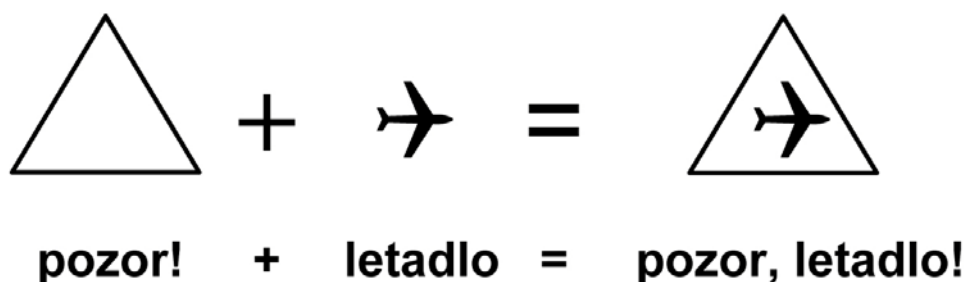 + =
pozor! + letadlo = pozor, letadlo!